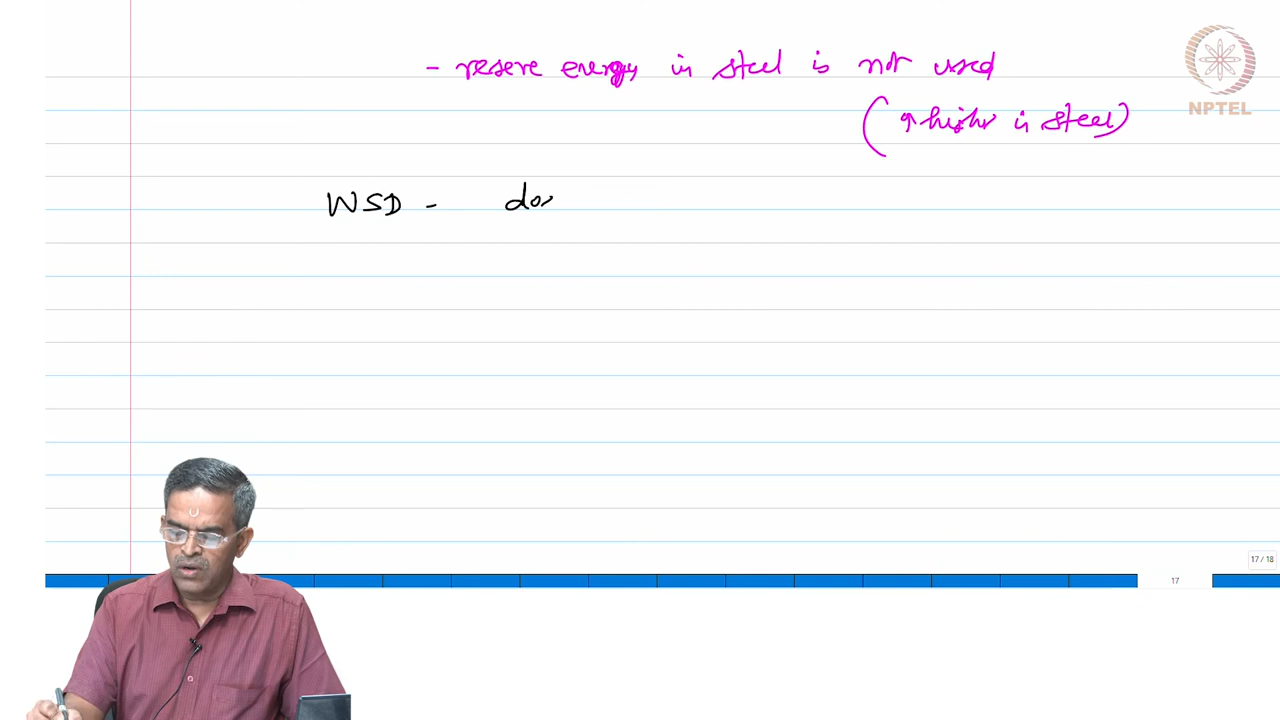 - reserve energy in steel is not used
( higher in steel)
WSD - do
NPTEL
17 / 18
17